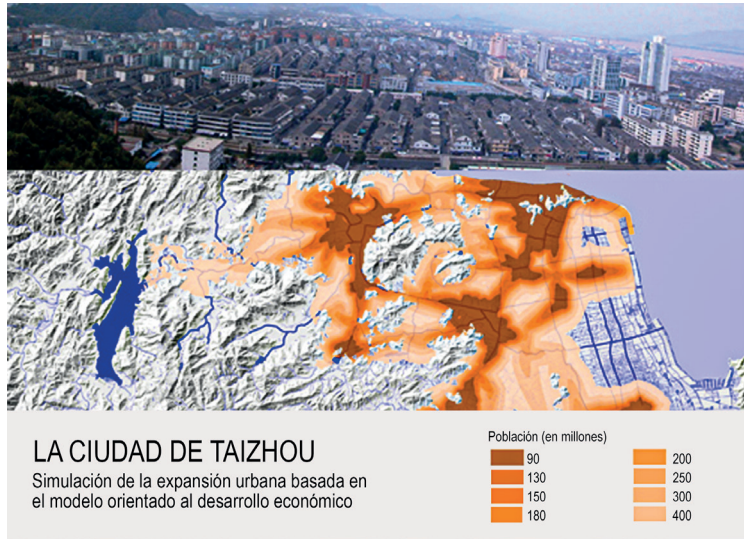 LA CIUDAD DE TAIZHOU
Simulación de la expansión urbana basada en
el modelo orientado al desarrollo económico
Población (en millones)
90
130
150
180
200
250
300
400